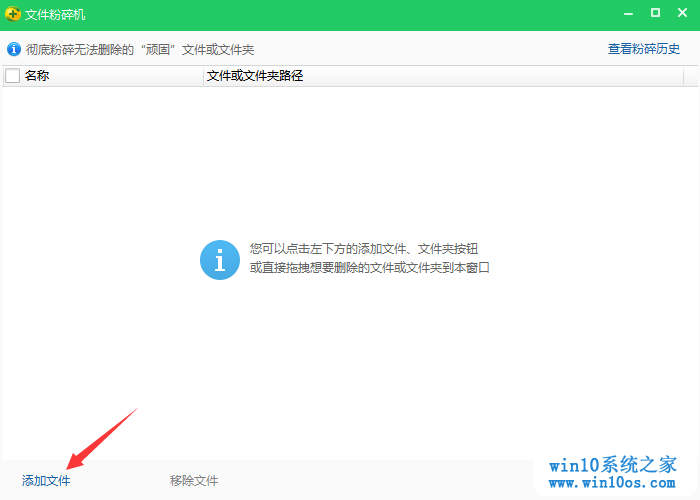 文件粉碎机
彻底粉碎无法删除的“顽固”文件或文件夹
查看粉碎历史
名称
文件或文件夹路径
您可以点击左下方的添加文件、文件夹按钮
或直接拖拽想要删除的文件或文件夹到本窗口
添加文件
移除文件
win10系统之家
www.win10os.com